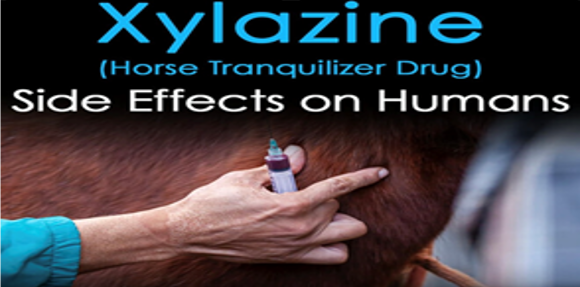 Xylazine
(Horse Tranquilizer Drug)
Side Effects on Humans